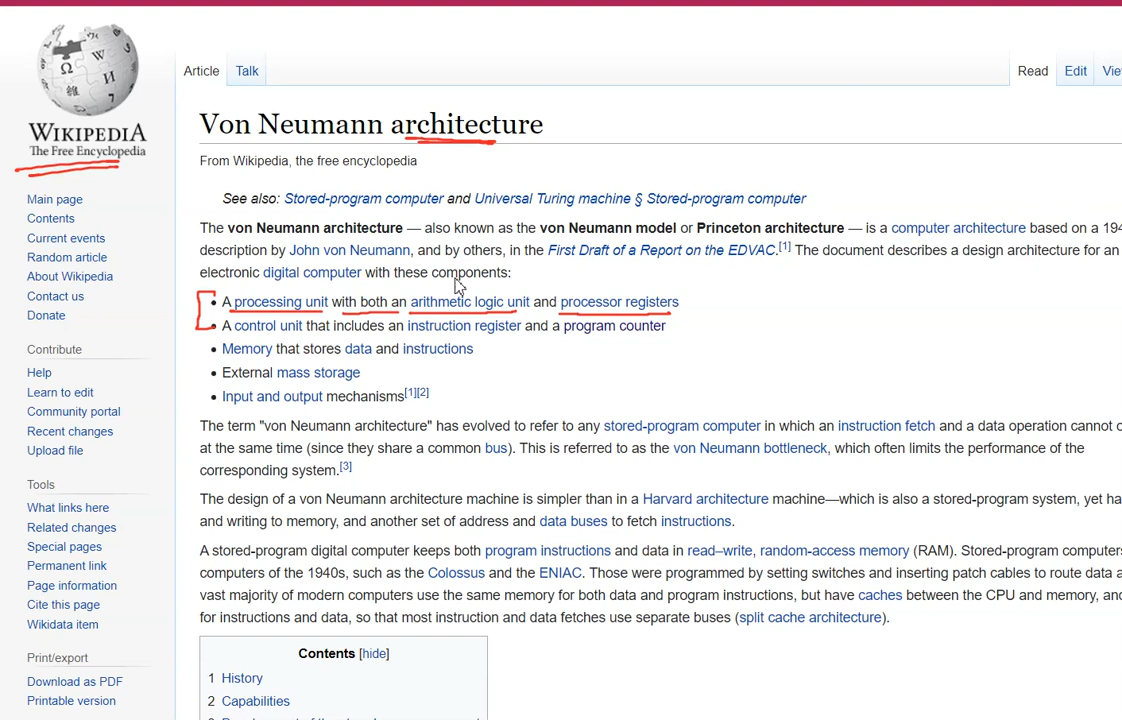 WIKIPEDIA
The Free Encyclopedia
Main page
Contents
Current events
Random article
About Wikipedia
Contact us
Donate
Contribute
Help
Learn to edit
Community portal
Recent changes
Upload file
Tools
What links here
Related changes
Special pages
Permanent link
Page information
Cite this page
Wikidata item
Print/export
Download as PDF
Printable version
Article Talk Read Edit
Von Neumann architecture
From Wikipedia, the free encyclopedia
See also: Stored-program computer and Universal Turing machine § Stored-program computer
The von Neumann architecture — also known as the von Neumann model or Princeton architecture — is a computer architecture based on a
description by John von Neumann, and by others, in the First Draft of a Report on the EDVAC.[1] The document describes a design architecture for an
electronic digital computer with these components:
• A processing unit with both an arithmetic logic unit and processor registers
• A control unit that includes an instruction register and a program counter
• Memory that stores data and instructions
• External mass storage
• Input and output mechanisms[1][2]
The term "von Neumann architecture" has evolved to refer to any stored-program computer in which an instruction fetch and a data operation cannot
at the same time (since they share a common bus). This is referred to as the von Neumann bottleneck, which often limits the performance of the
corresponding system.[3]
The design of a von Neumann architecture machine is simpler than in a Harvard architecture machine—which is also a stored-program system, yet
and writing to memory, and another set of address and data buses to fetch instructions.
A stored-program digital computer keeps both program instructions and data in read–write, random-access memory (RAM). Stored-program
computers of the 1940s, such as the Colossus and the ENIAC. Those were programmed by setting switches and inserting patch cables to route data
vast majority of modern computers use the same memory for both data and program instructions, but have caches between the CPU and memory,
for instructions and data, so that most instruction and data fetches use separate buses (split cache architecture).
Contents [hide]
1 History
2 Capabilities